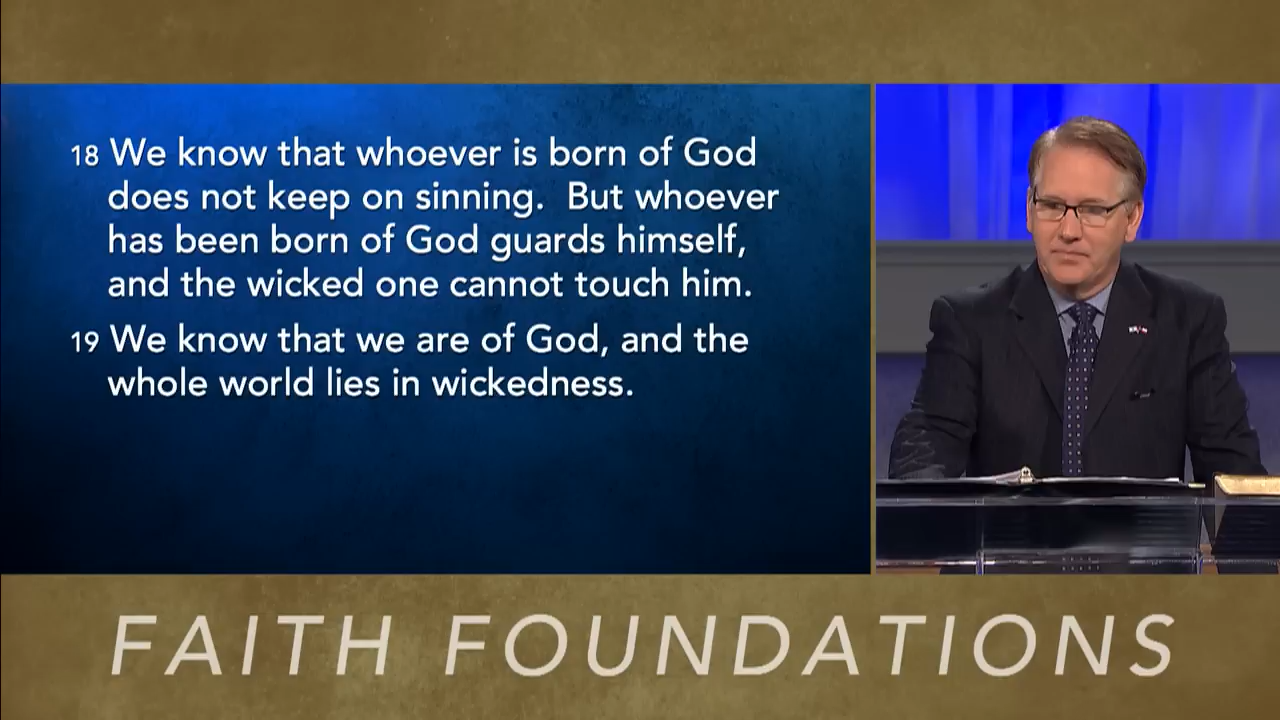 18 We know that whoever is born of God
does not keep on sinning. But whoever
has been born of God guards himself,
and the wicked one cannot touch him.
19 We know that we are of God, and the
whole world lies in wickedness.
FAITH FOUNDATIONS